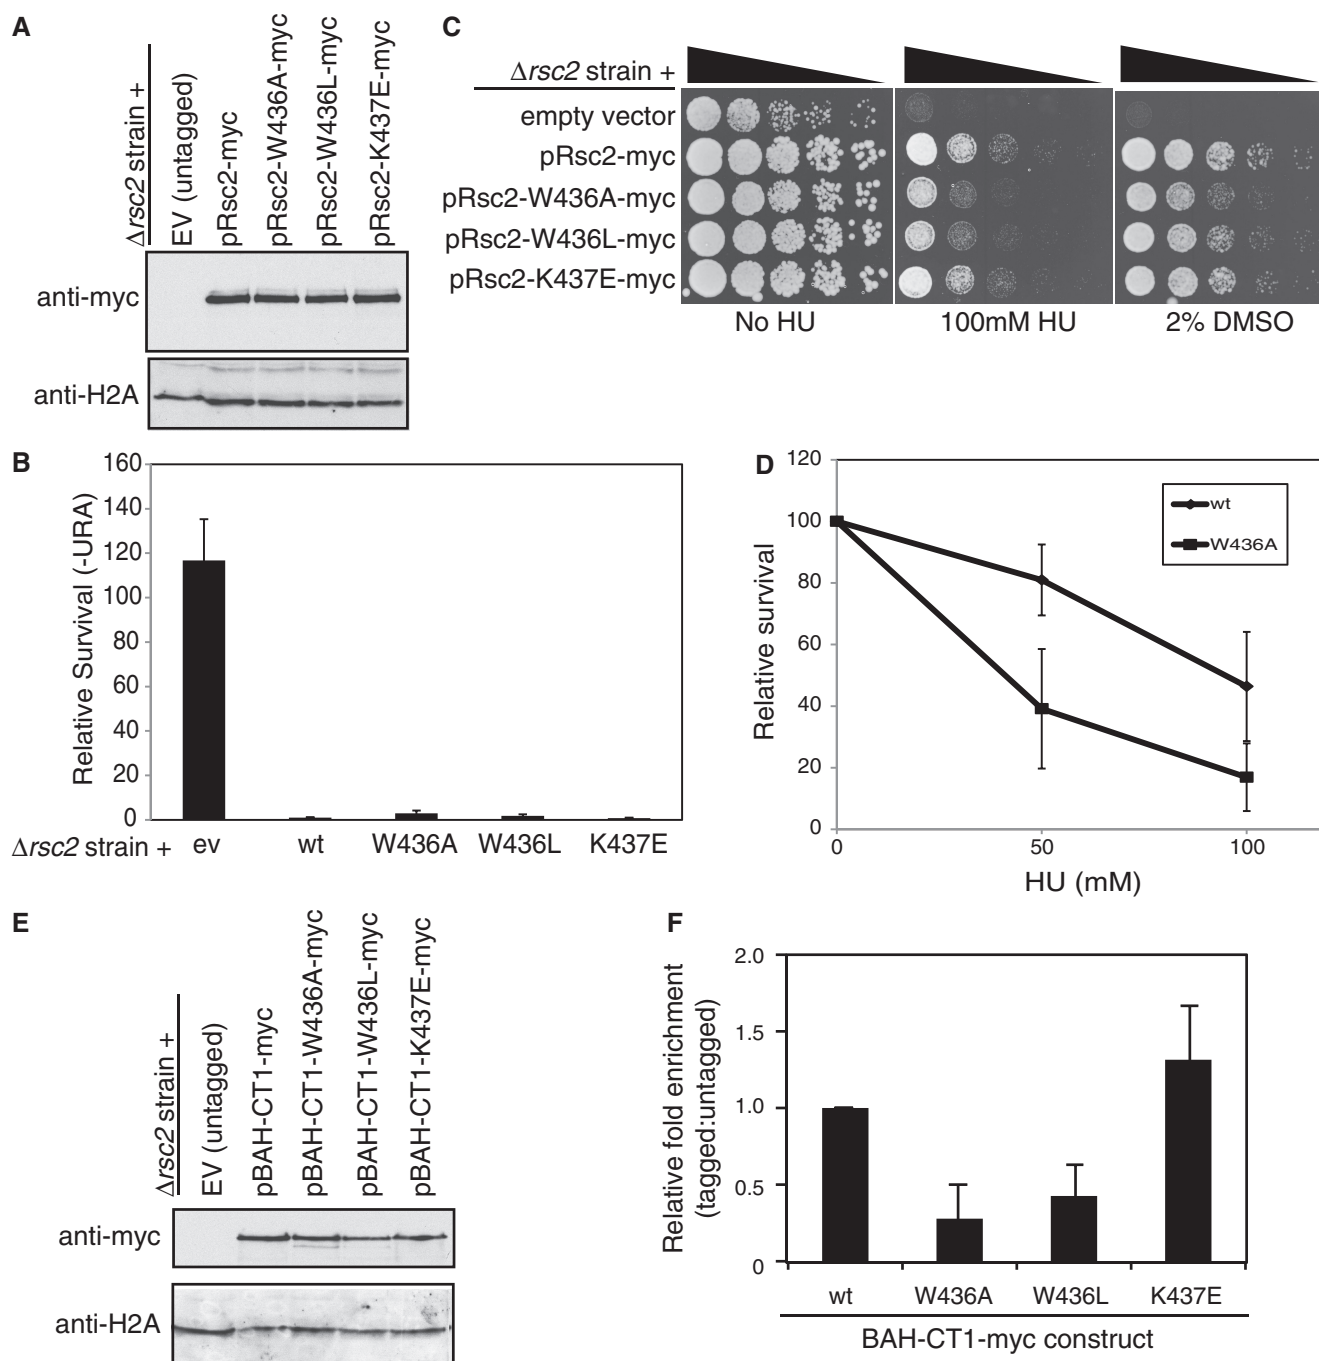 A
Δrsc2 strain +
EV (untagged)
pRsc2-myc
pRsc2-W436A-myc
pRsc2-W436L-myc
pRsc2-K437E-myc
anti-myc
anti-H2A
C
Δrsc2 strain +
empty vector
pRsc2-myc
pRsc2-W436A-myc
pRsc2-W436L-myc
pRsc2-K437E-myc
No HU
100mM HU
2% DMSO
B
Relative Survival (-URA)
160
140
120
100
80
60
40
20
0
Δrsc2 strain +
ev
wt
W436A
W436L
K437E
D
Relative survival
120
100
80
60
40
20
0
wt
W436A
0
50
100
HU (mM)
E
Δrsc2 strain +
EV (untagged)
pBAH-CT1-myc
pBAH-CT1-W436A-myc
pBAH-CT1-W436L-myc
pBAH-CT1-K437E-myc
anti-myc
anti-H2A
F
Relative fold enrichment
(tagged:untagged)
2.0
1.5
1.0
0.5
0
wt
W436A
W436L
K437E
BAH-CT1-myc construct